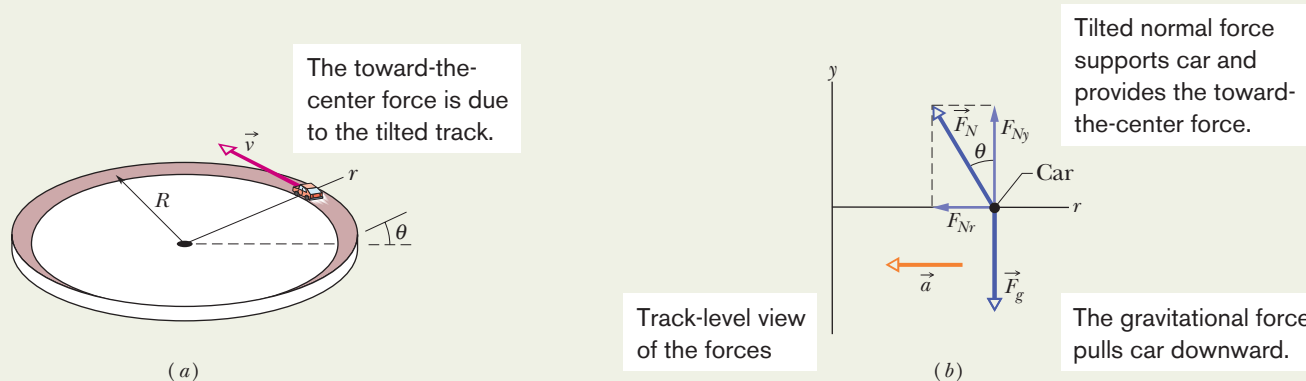 The toward-the-
center force is due
to the tilted track.
v
r
R
θ
(a)
Tilted normal force
supports car and
provides the toward-
the-center force.
y
F_N
F_Ny
θ
Car
r
F_Nr
a
F_g
Track-level view
of the forces
The gravitational force
pulls car downward.
(b)